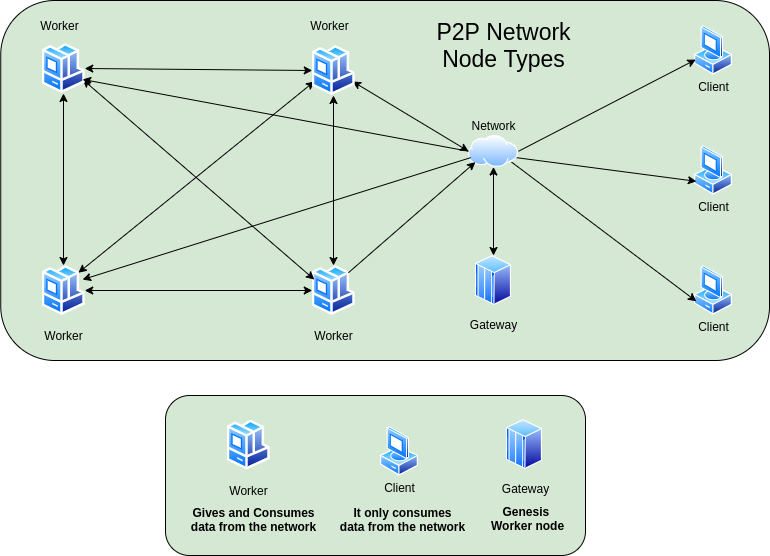 P2P Network
Node Types
Worker
Worker
Client
Network
Client
Worker
Worker
Gateway
Client
Worker
Client
Gateway
Gives and Consumes
data from the network
It only consumes
data from the network
Genesis
Worker node